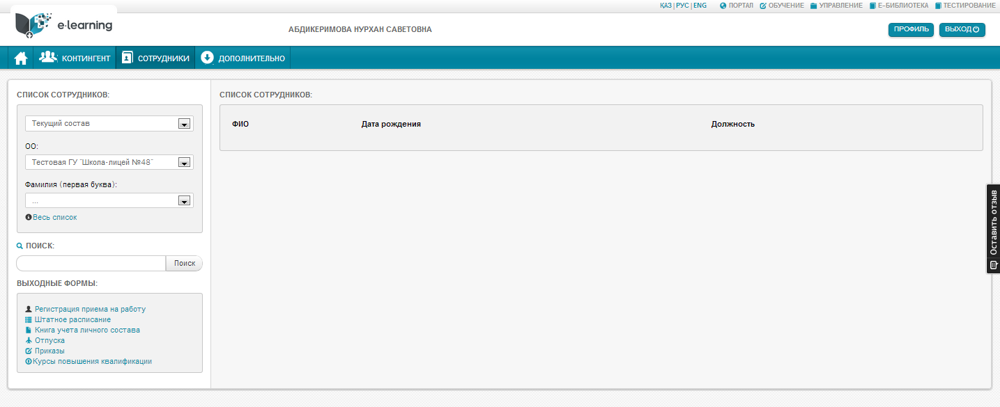 ҚАЗ | РУС | ENG ПОРТАЛ ОБУЧЕНИЕ УПРАВЛЕНИЕ Е-БИБЛИОТЕКА ТЕСТИРОВАНИЕ
e-learning
АБДИКЕРИМОВА НУРХАН САВЕТОВНА
ПРОФИЛЬ ВЫХОД
КОНТИНГЕНТ СОТРУДНИКИ ДОПОЛНИТЕЛЬНО
СПИСОК СОТРУДНИКОВ:
Текущий состав
ОО:
Тестовая ГУ "Школа-лицей №48"
Фамилия (первая буква):
...
Весь список
ПОИСК:
Поиск
ВЫХОДНЫЕ ФОРМЫ:
Регистрация приема на работу
Штатное расписание
Книга учета личного состава
Отпуска
Приказы
Курсы повышения квалификации
СПИСОК СОТРУДНИКОВ:
ФИО Дата рождения Должность
Оставить отзыв